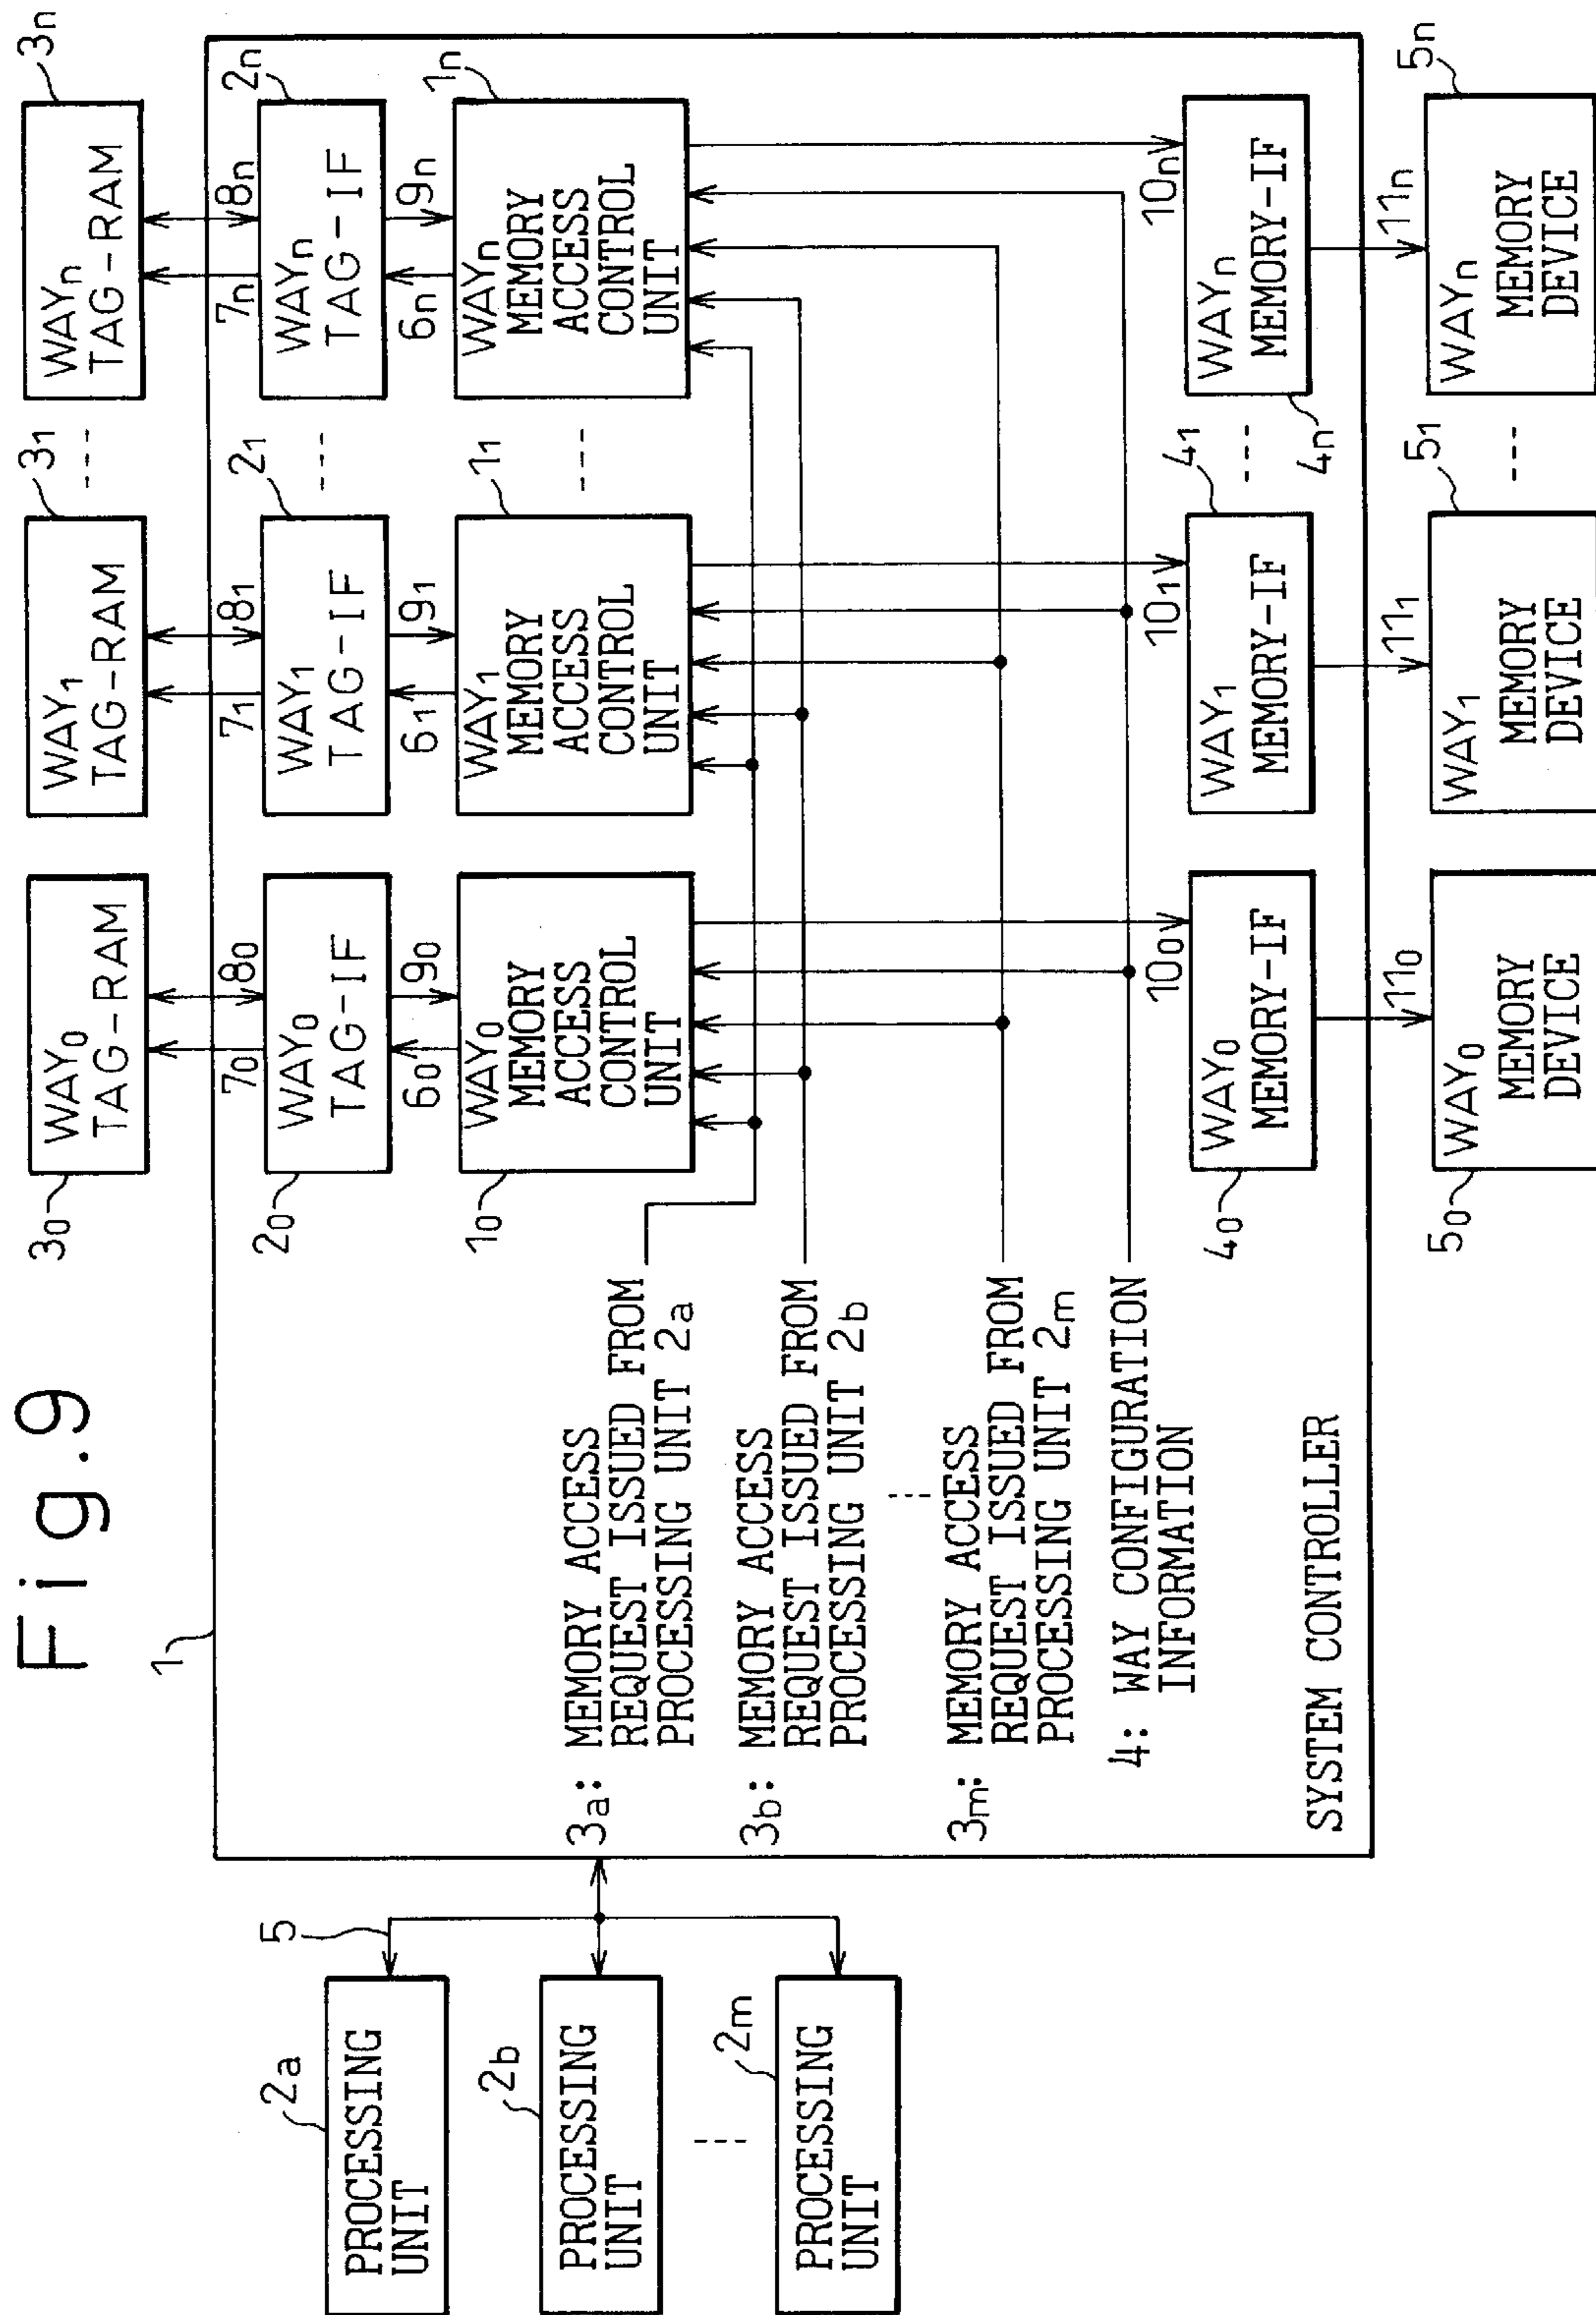 Fig.9
3₀
WAY₀
TAG-RAM
3₁
WAY₁
TAG-RAM
3ₙ
WAYₙ
TAG-RAM
1
7₀
8₀
7₁
8₁
7ₙ
8ₙ
2₀
WAY₀
TAG-IF
2₁
WAY₁
TAG-IF
2ₙ
WAYₙ
TAG-IF
6₀
9₀
6₁
9₁
6ₙ
9ₙ
1₀
WAY₀
MEMORY
ACCESS
CONTROL
UNIT
1₁
WAY₁
MEMORY
ACCESS
CONTROL
UNIT
1ₙ
WAYₙ
MEMORY
ACCESS
CONTROL
UNIT
5
2a
PROCESSING
UNIT
2b
PROCESSING
UNIT
2m
PROCESSING
UNIT
3a: MEMORY ACCESS
REQUEST ISSUED FROM
PROCESSING UNIT 2a
3b: MEMORY ACCESS
REQUEST ISSUED FROM
PROCESSING UNIT 2b
3m: MEMORY ACCESS
REQUEST ISSUED FROM
PROCESSING UNIT 2m
4: WAY CONFIGURATION
INFORMATION
SYSTEM CONTROLLER
10₀
10₁
10ₙ
4₀
WAY₀
MEMORY-IF
4₁
WAY₁
MEMORY-IF
4ₙ
WAYₙ
MEMORY-IF
11₀
11₁
11ₙ
5₀
WAY₀
MEMORY
DEVICE
5₁
WAY₁
MEMORY
DEVICE
5ₙ
WAYₙ
MEMORY
DEVICE